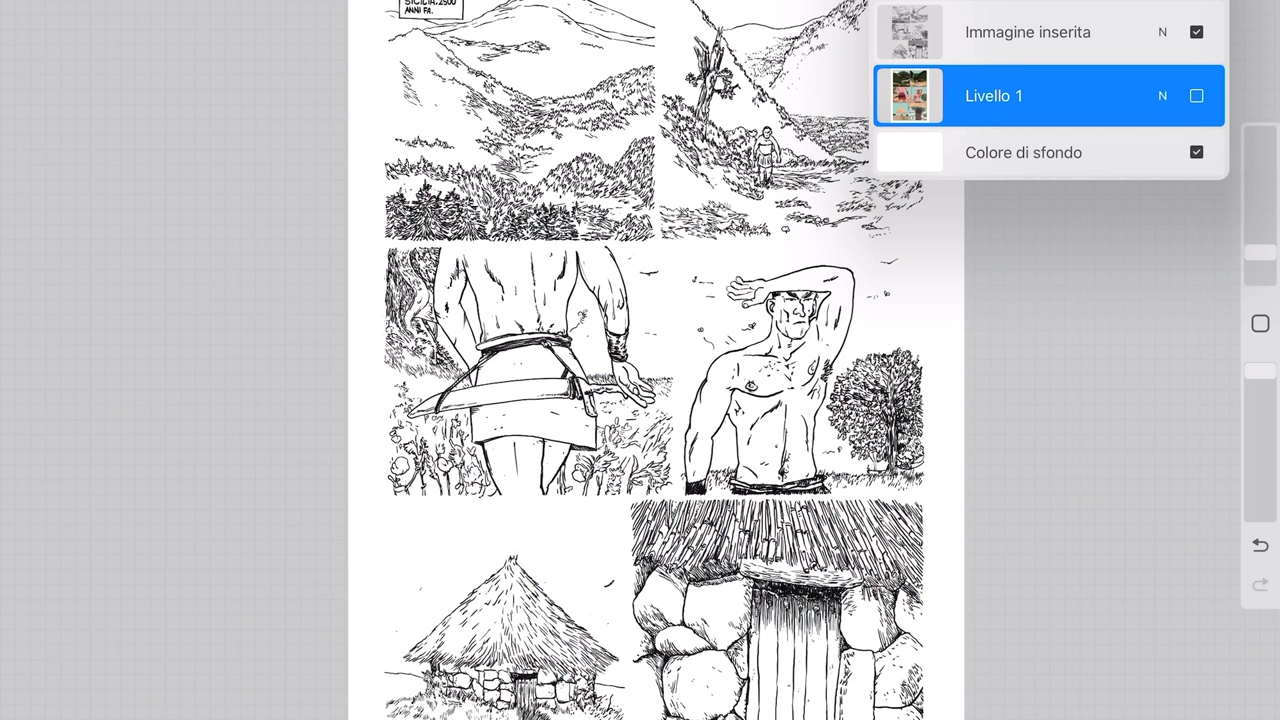 SICILIA, 2500
ANNI FA.
Immagine inserita N
Livello 1 N
Colore di sfondo